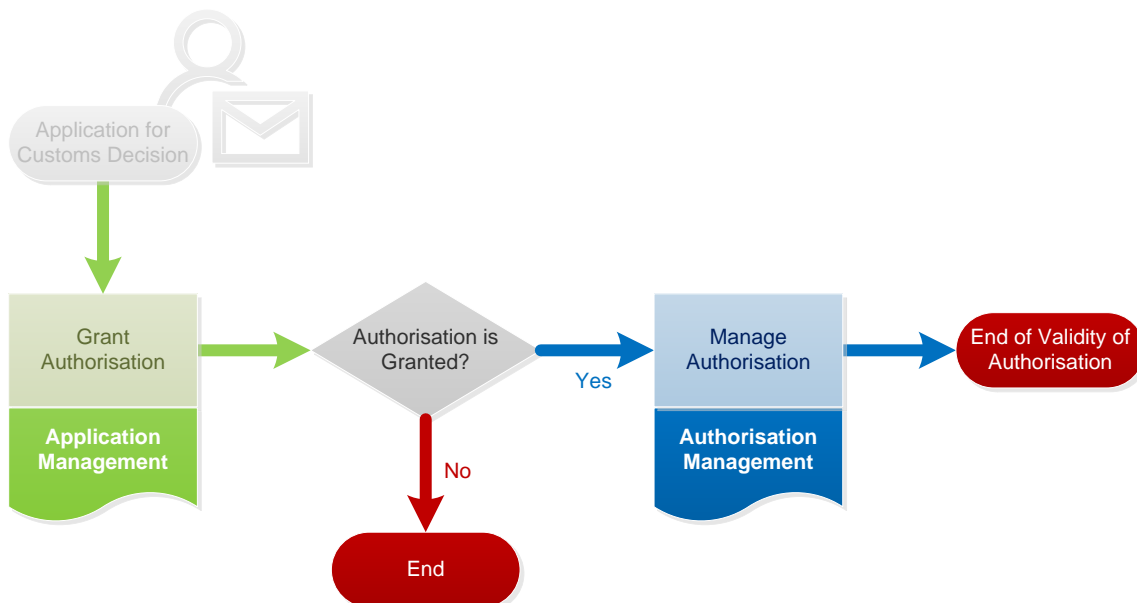 Application for
Customs Decision
Grant
Authorisation
Application
Management
Authorisation is
Granted?
Yes
No
End
Manage
Authorisation
Authorisation
Management
End of Validity of
Authorisation